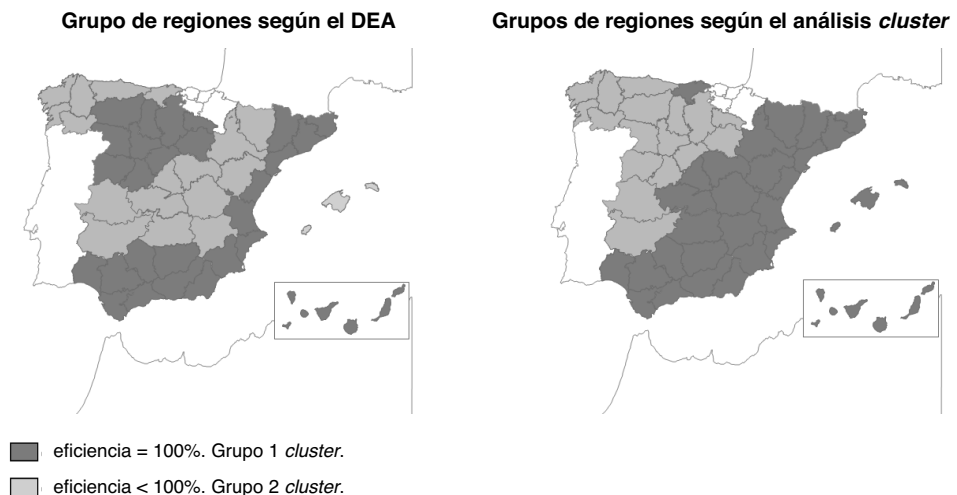 Grupo de regiones según el DEA
Grupos de regiones según el análisis cluster
eficiencia = 100%. Grupo 1 cluster.
eficiencia < 100%. Grupo 2 cluster.